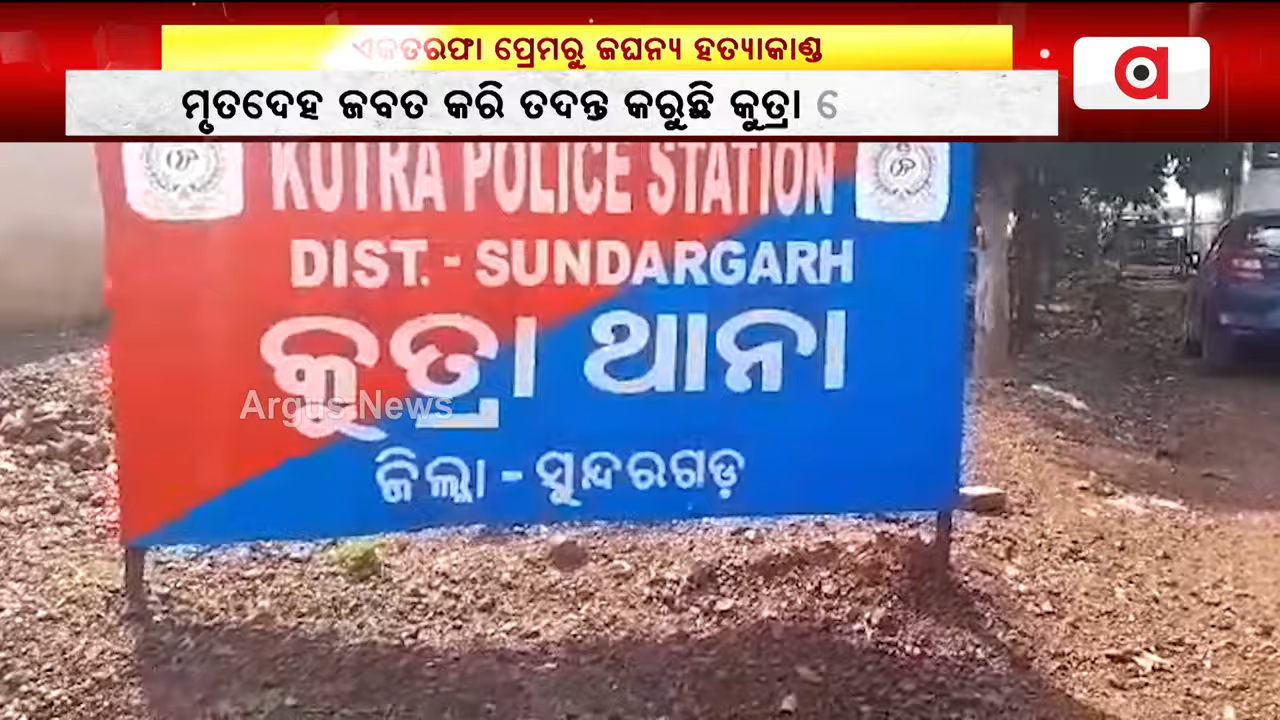 ଏକତରଫା ପ୍ରେମରୁ ଜଘନ୍ୟ ହତ୍ୟାକାଣ୍ଡ
ମୃତଦେହ ଜବତ କରି ତଦନ୍ତ କରୁଛି କୁତ୍ରା
KUTRA POLICE STATION
DIST. - SUNDARGARH
କୁତ୍ରା ଥାନା
Argus News
ଜିଲ୍ଲା - ସୁନ୍ଦରଗଡ଼